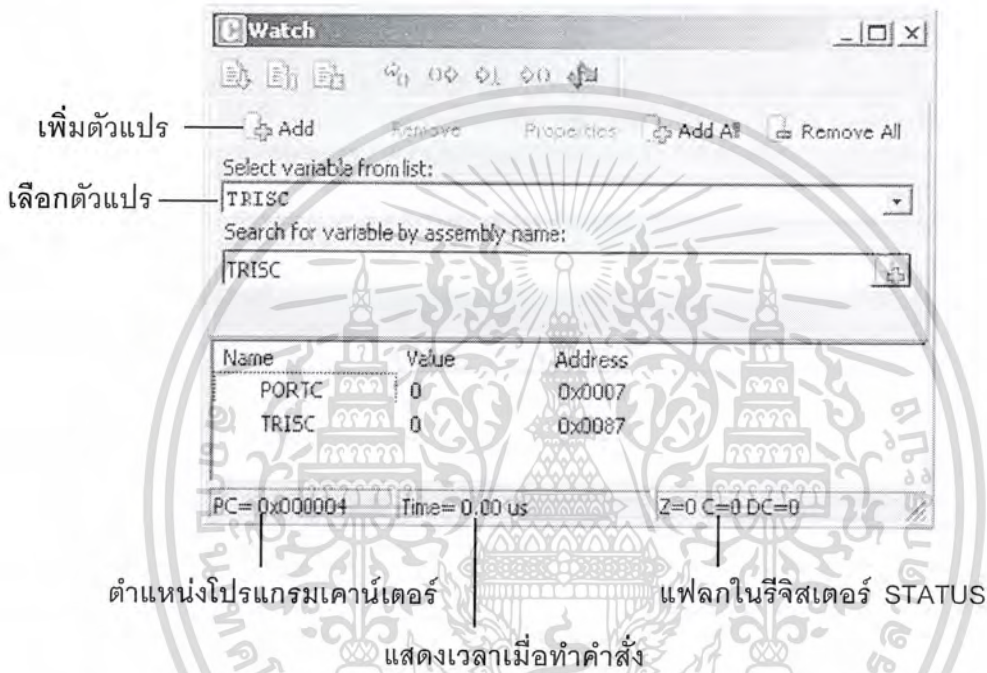 Watch
เพิ่มตัวแปร
Add Remove Properties Add All Remove All
Select variable from list:
เลือกตัวแปร
TRISC
Search for variable by assembly name:
TRISC
Name Value Address
PORTC 0 0x0007
TRISC 0 0x0087
PC= 0x000004 Time= 0.00 us Z=0 C=0 DC=0
ตำแหน่งโปรแกรมเคาน์เตอร์
แฟลกในรีจิสเตอร์ STATUS
แสดงเวลาเมื่อทำคำสั่ง